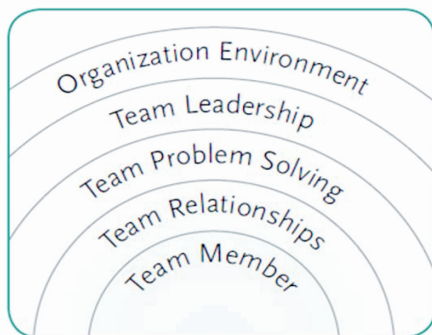 Organization Environment
Team Leadership
Team Problem Solving
Team Relationships
Team Member